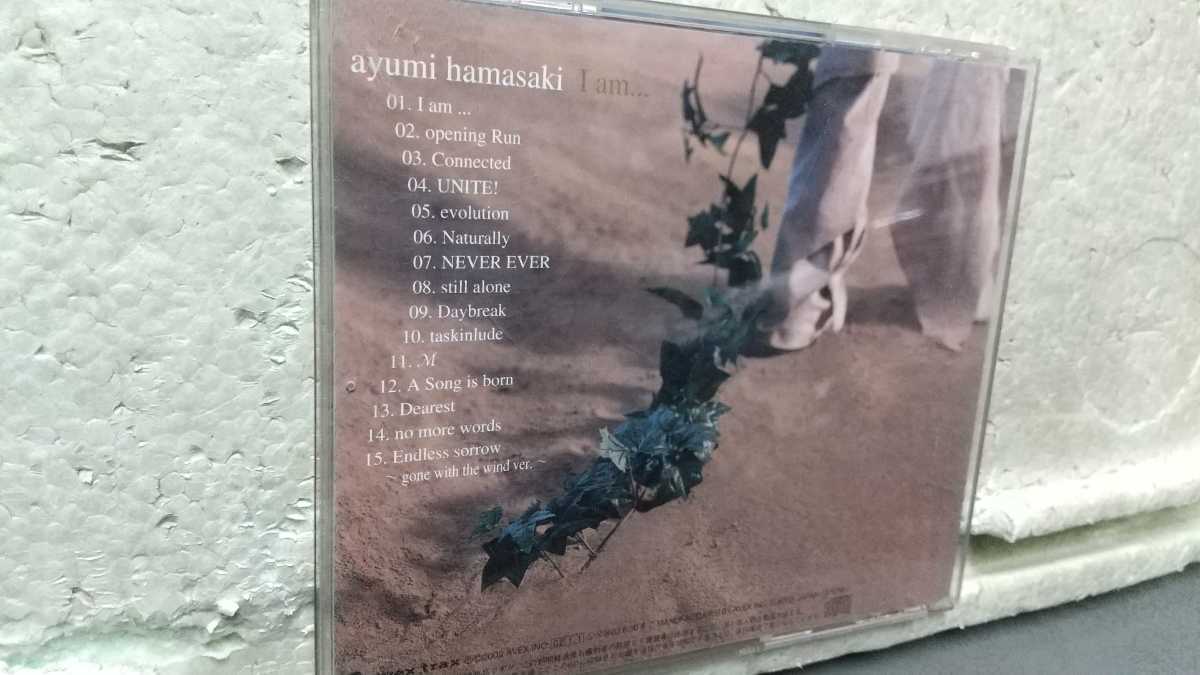 ayumi hamasaki I am...
01. I am ...
02. opening Run
03. Connected
04. UNITE!
05. evolution
06. Naturally
07. NEVER EVER
08. still alone
09. Daybreak
10. taskinlude
11. M
12. A Song is born
13. Dearest
14. no more words
15. Endless sorrow
~ gone with the wind ver. ~
avex trax